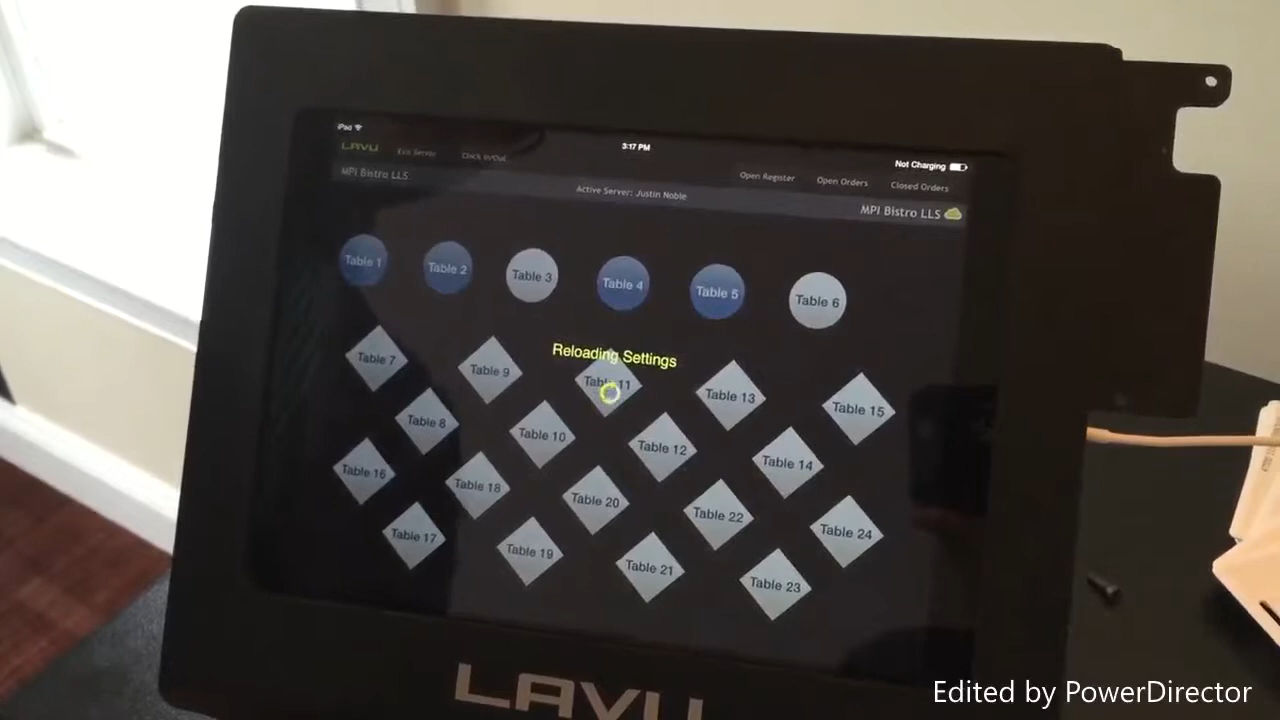 iPad
3:17 PM
Not Charging
LAVU
Exit Server
Clock In/Out
Open Register
Open Orders
Closed Orders
MPI Bistro LLS
Active Server: Justin Noble
MPI Bistro LLS
Table 1
Table 2
Table 3
Table 4
Table 5
Table 6
Reloading Settings
Table 7
Table 9
Table 11
Table 13
Table 15
Table 8
Table 10
Table 12
Table 14
Table 16
Table 18
Table 20
Table 22
Table 24
Table 17
Table 19
Table 21
Table 23
LAVU
Edited by PowerDirector